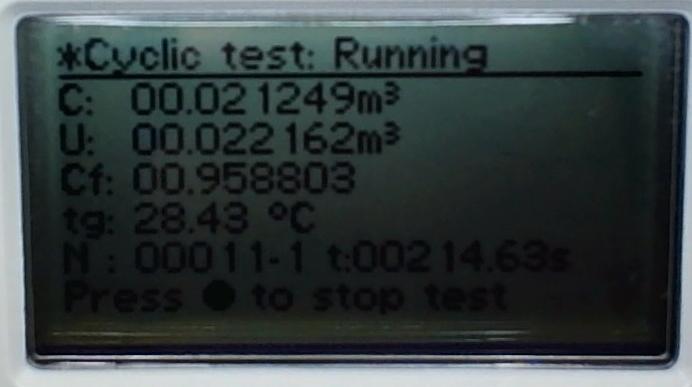 *Cyclic test: Running
C: 00.021249m³
U: 00.022162m³
Cf: 00.958803
tg: 28.43 ºC
N : 00011-1 t:00214.63s
Press ● to stop test